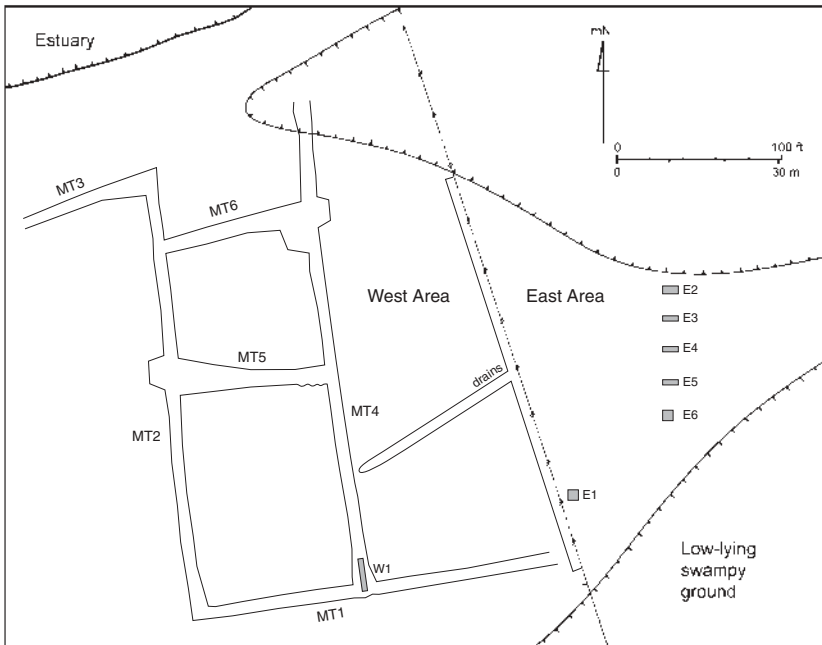 Estuary
mN
0 100 ft
0 30 m
MT3
MT6
West Area
East Area
E2
E3
E4
MT5
drains
E5
MT4
E6
MT2
E1
Low-lying
swampy
ground
W1
MT1